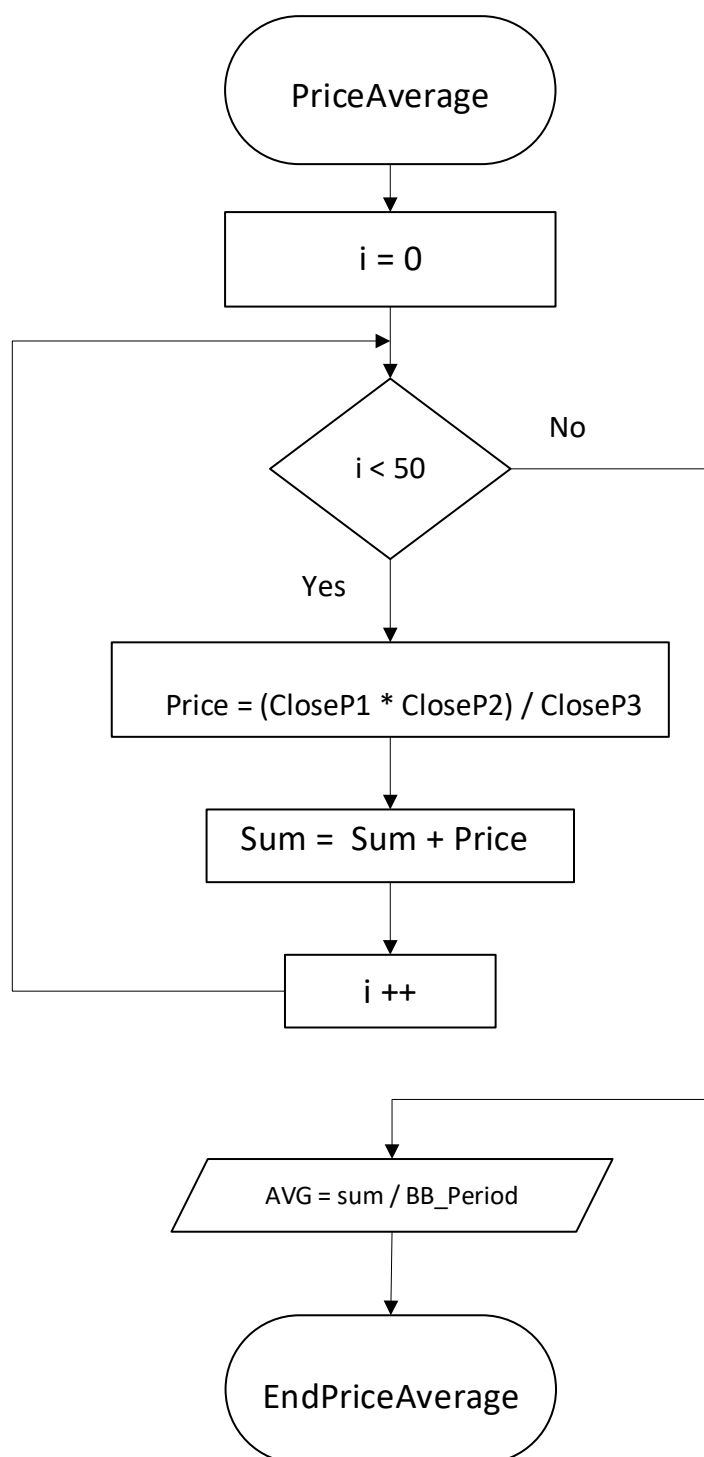 PriceAverage
i = 0
i < 50
No
Yes
Price = (CloseP1 * CloseP2) / CloseP3
Sum =  Sum + Price
i ++
AVG = sum / BB_Period
EndPriceAverage